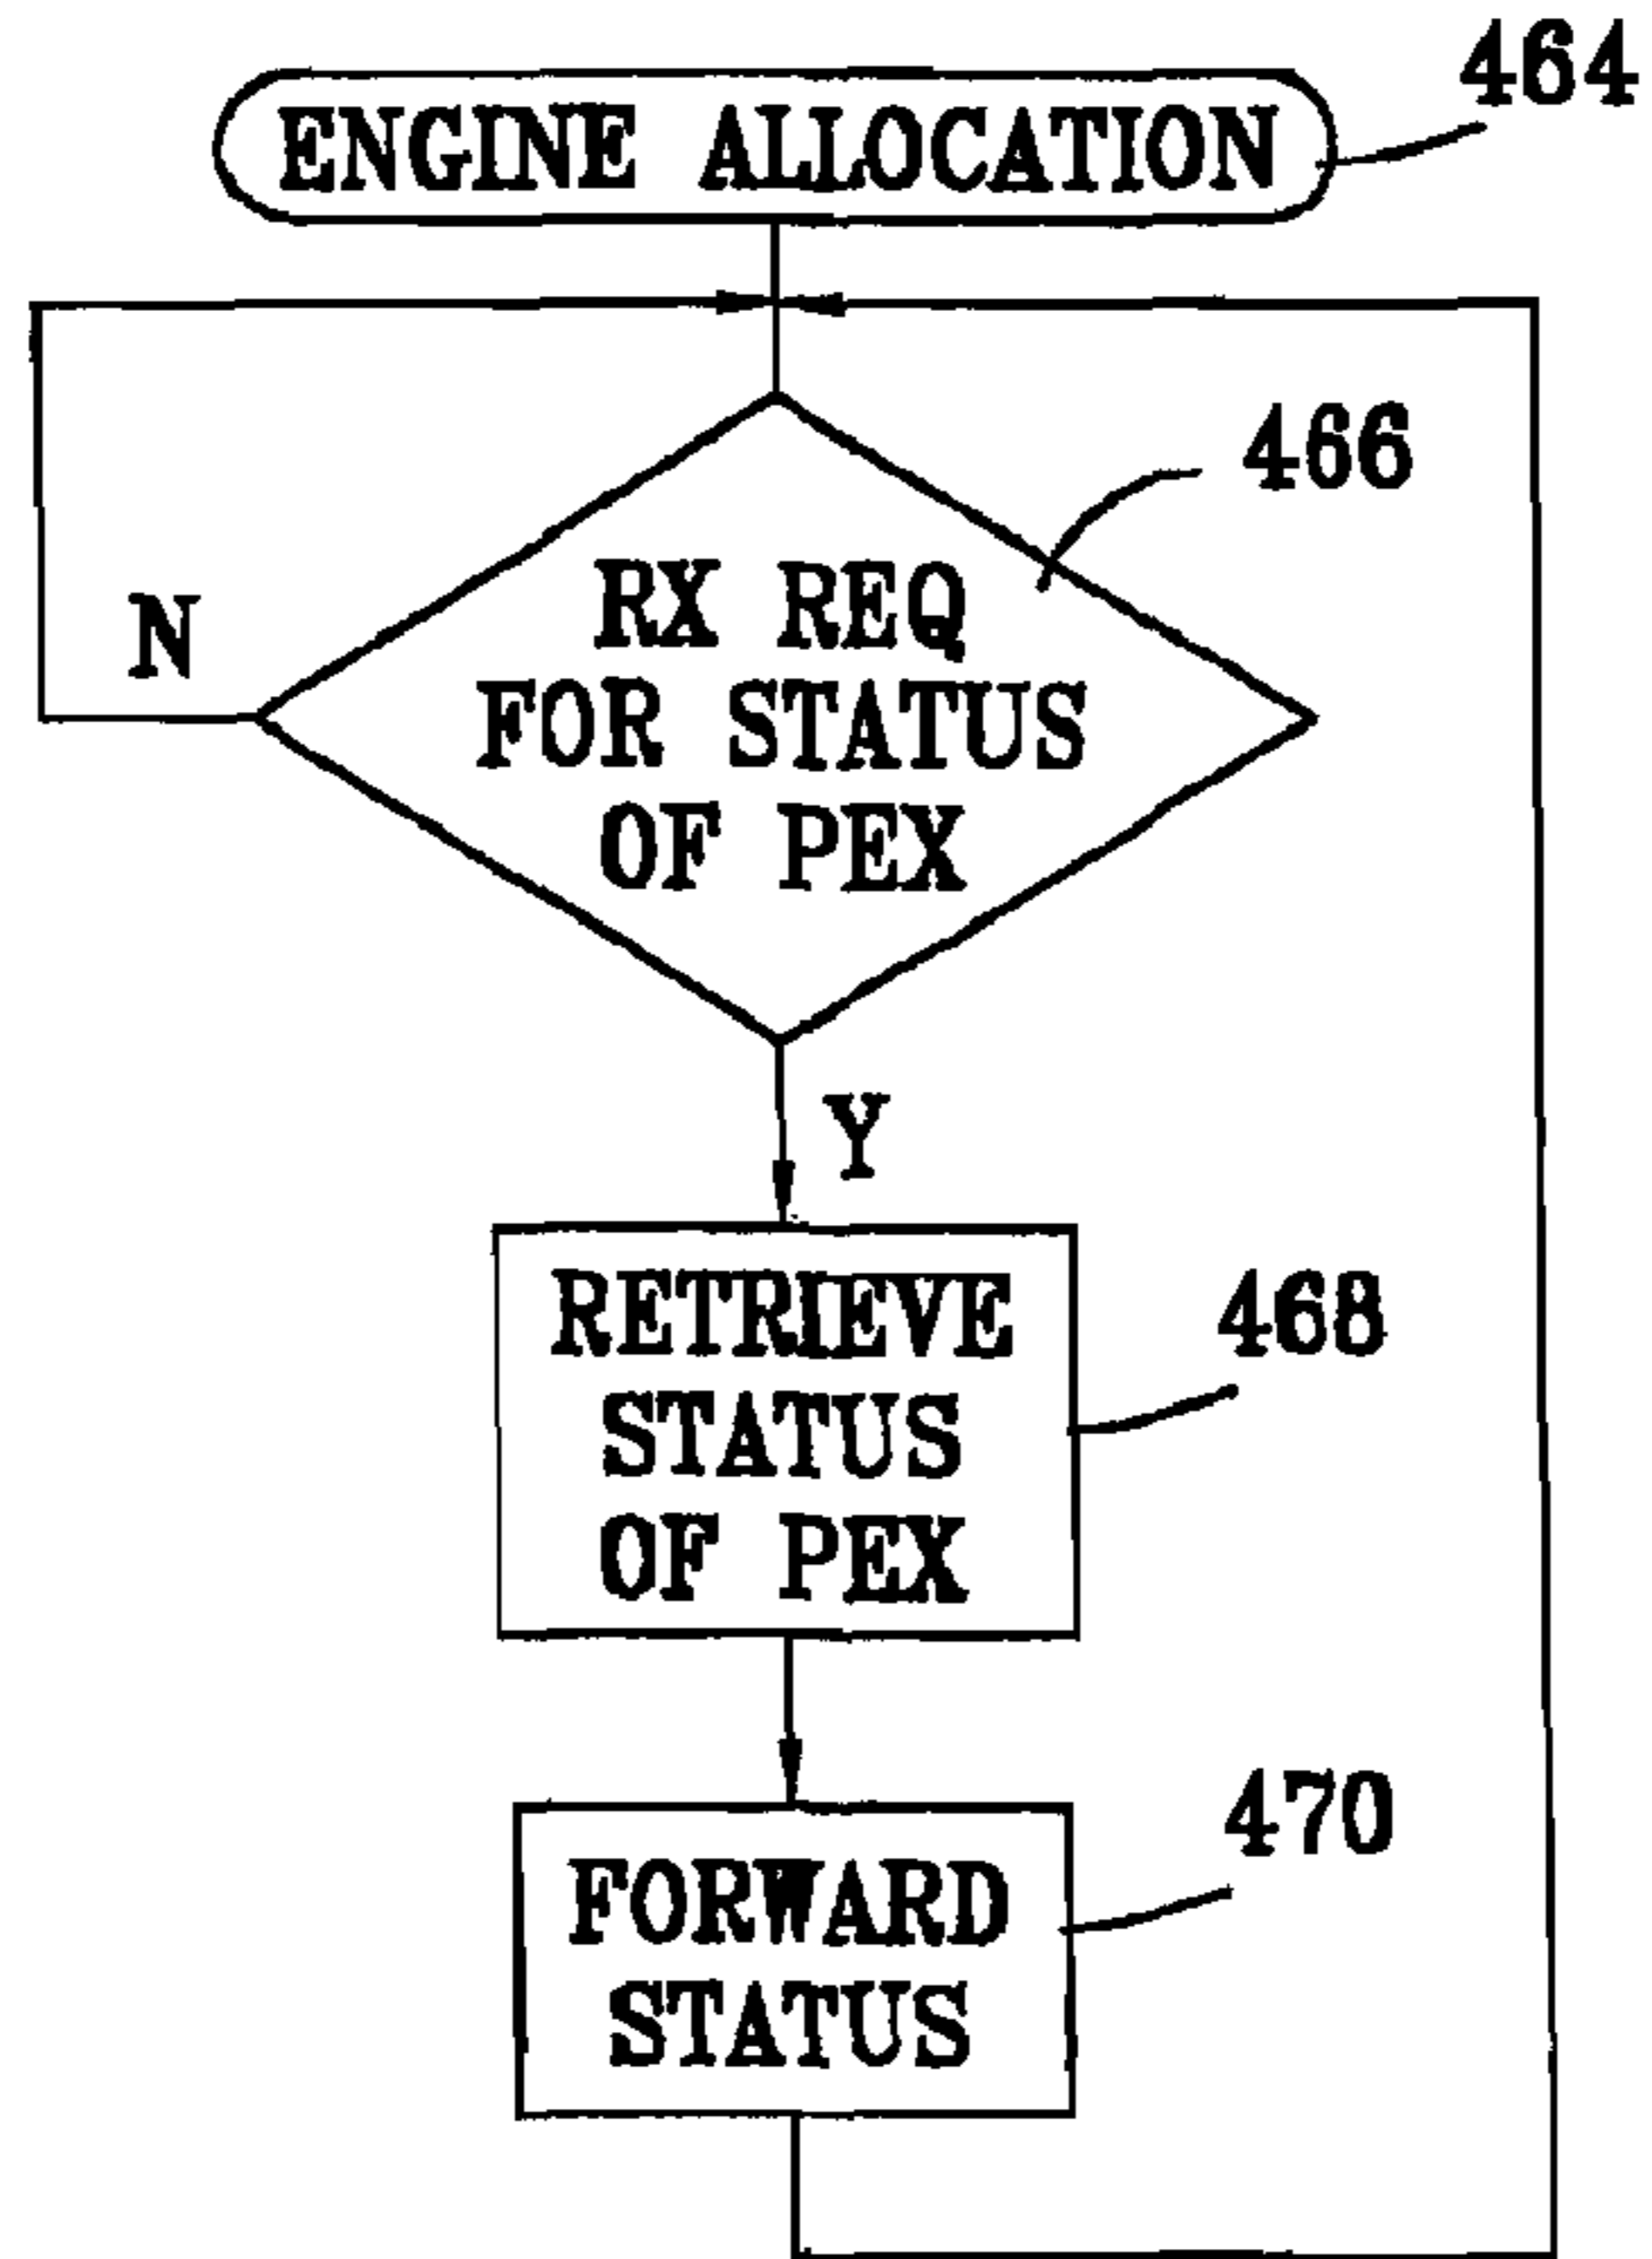 464
ENGINE ALLOCATION
466
RX REQ
FOR STATUS
OF PEX
N
Y
RETRIEVE
STATUS
OF PEX
468
470
FORWARD
STATUS